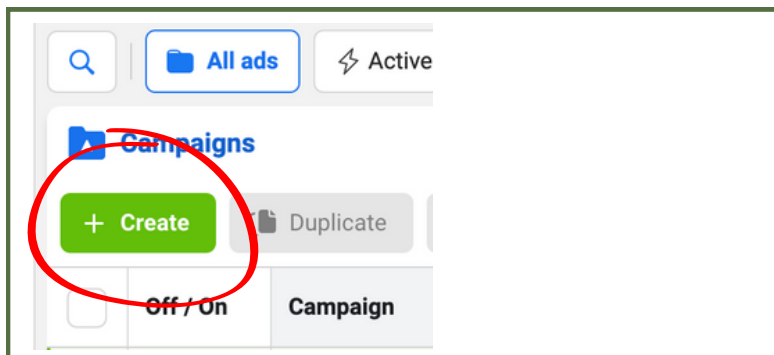 All ads Active
Campaigns
+ Create Duplicate
Off / On Campaign